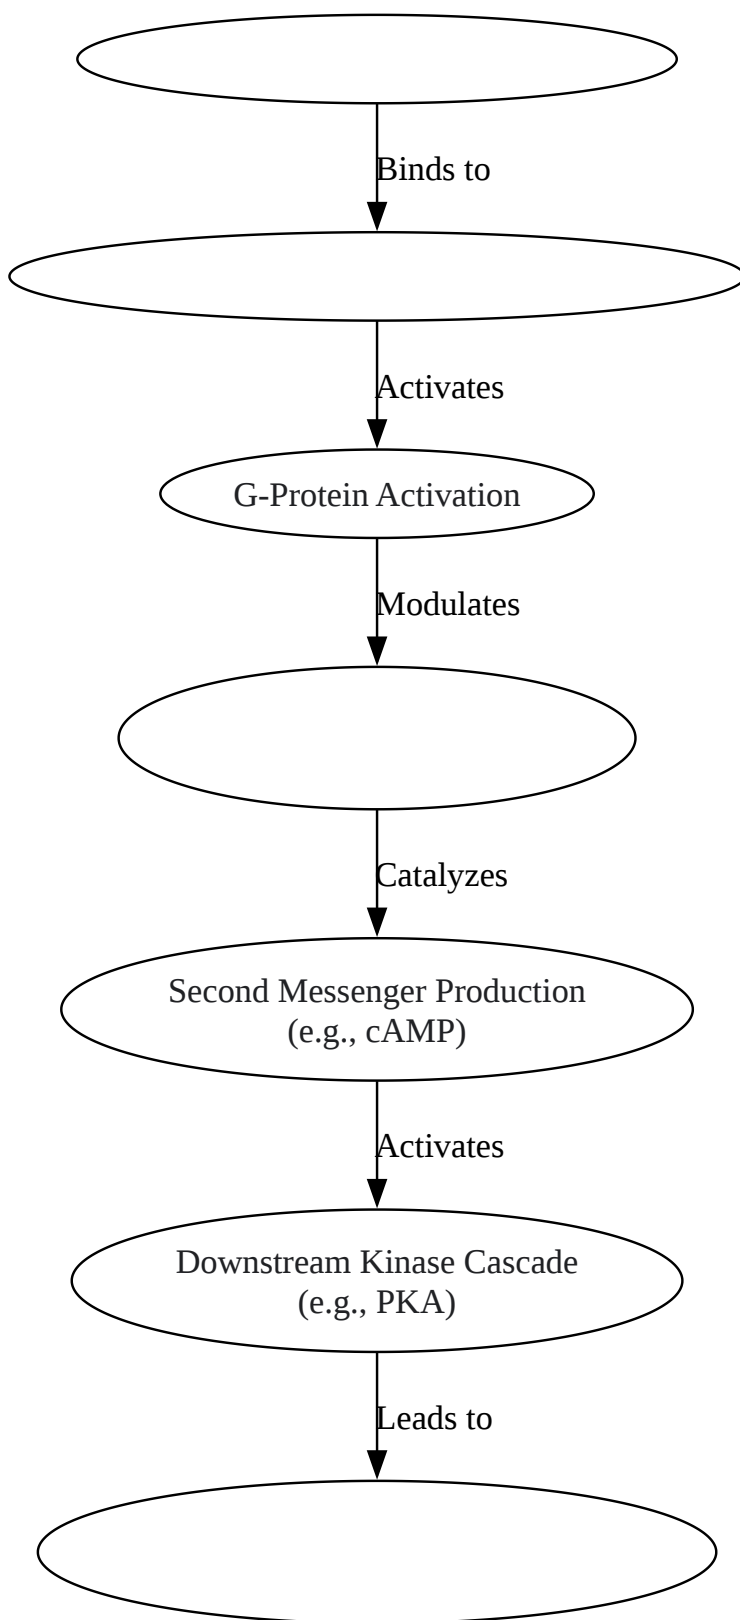 Binds to
Activates
G-Protein Activation
Modulates
Catalyzes
Second Messenger Production
(e.g., cAMP)
Activates
Downstream Kinase Cascade
(e.g., PKA)
Leads to